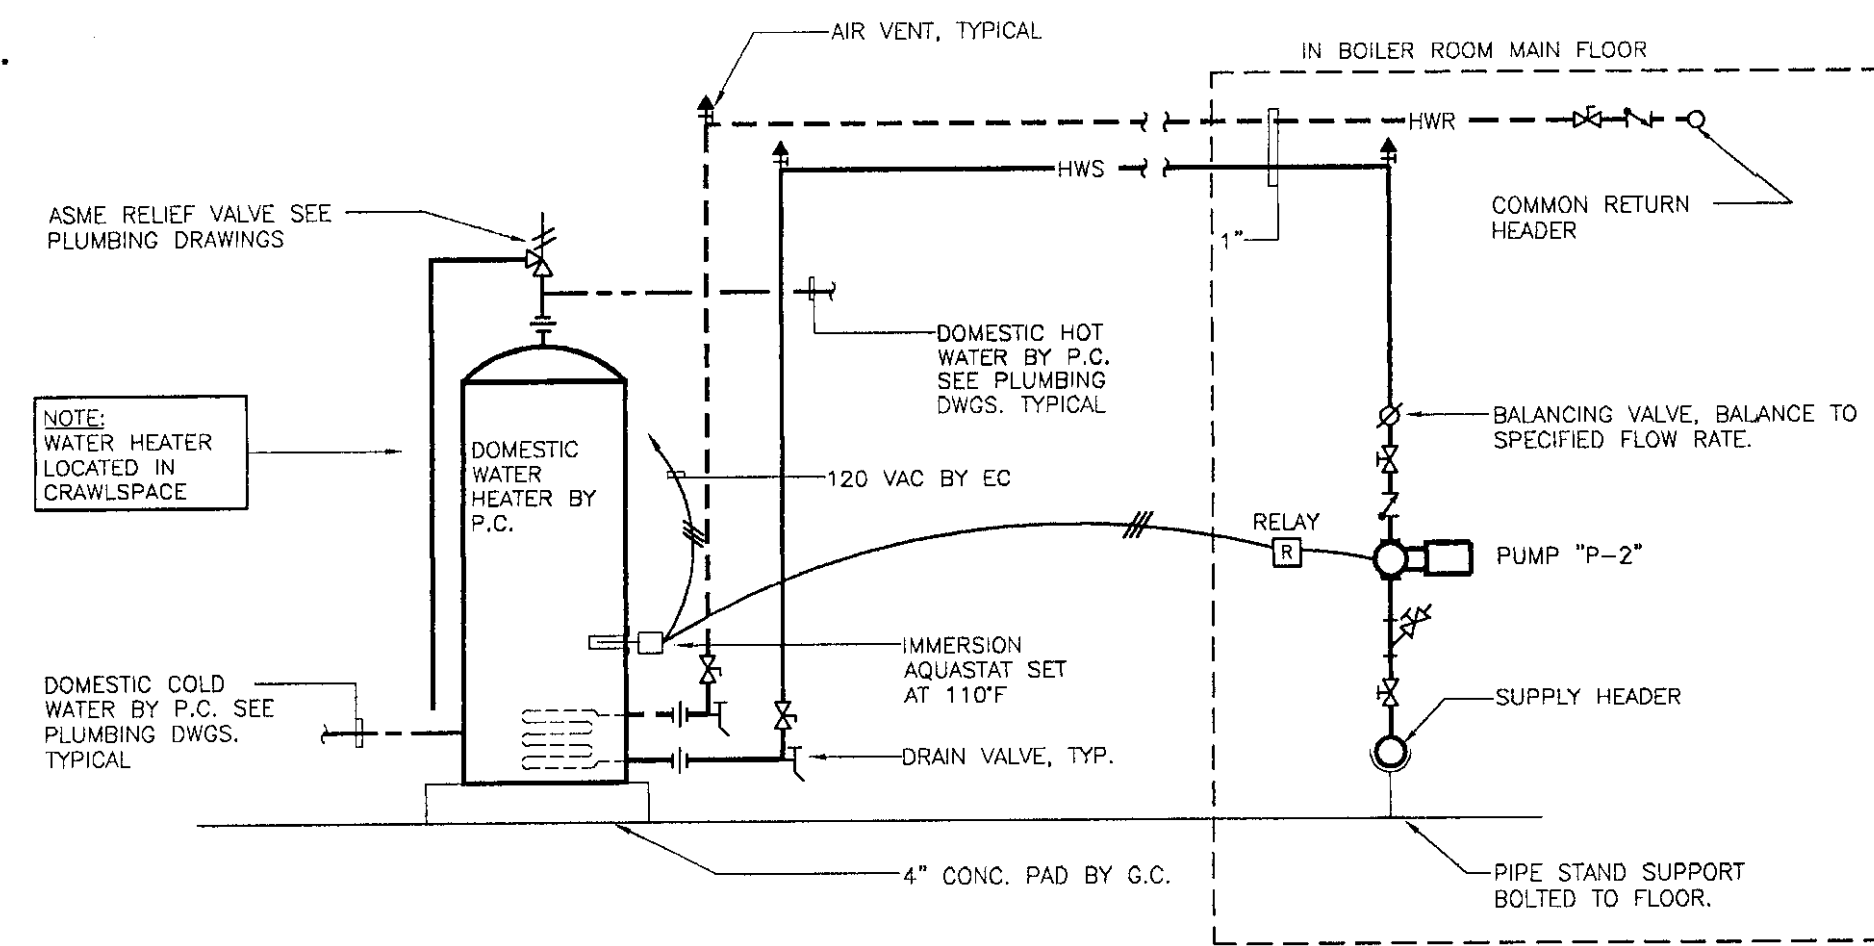 AIR VENT, TYPICAL
IN BOILER ROOM MAIN FLOOR
HWR
HWS
ASME RELIEF VALVE SEE
PLUMBING DRAWINGS
COMMON RETURN
HEADER
1"
DOMESTIC HOT
WATER BY P.C.
SEE PLUMBING
DWGS. TYPICAL
NOTE:
WATER HEATER
LOCATED IN
CRAWLSPACE
DOMESTIC
WATER
HEATER BY
P.C.
BALANCING VALVE, BALANCE TO
SPECIFIED FLOW RATE.
120 VAC BY EC
RELAY
R
PUMP "P-2"
IMMERSION
AQUASTAT SET
AT 110°F
DOMESTIC COLD
WATER BY P.C. SEE
PLUMBING DWGS.
TYPICAL
SUPPLY HEADER
DRAIN VALVE, TYP.
4" CONC. PAD BY G.C.
PIPE STAND SUPPORT
BOLTED TO FLOOR.